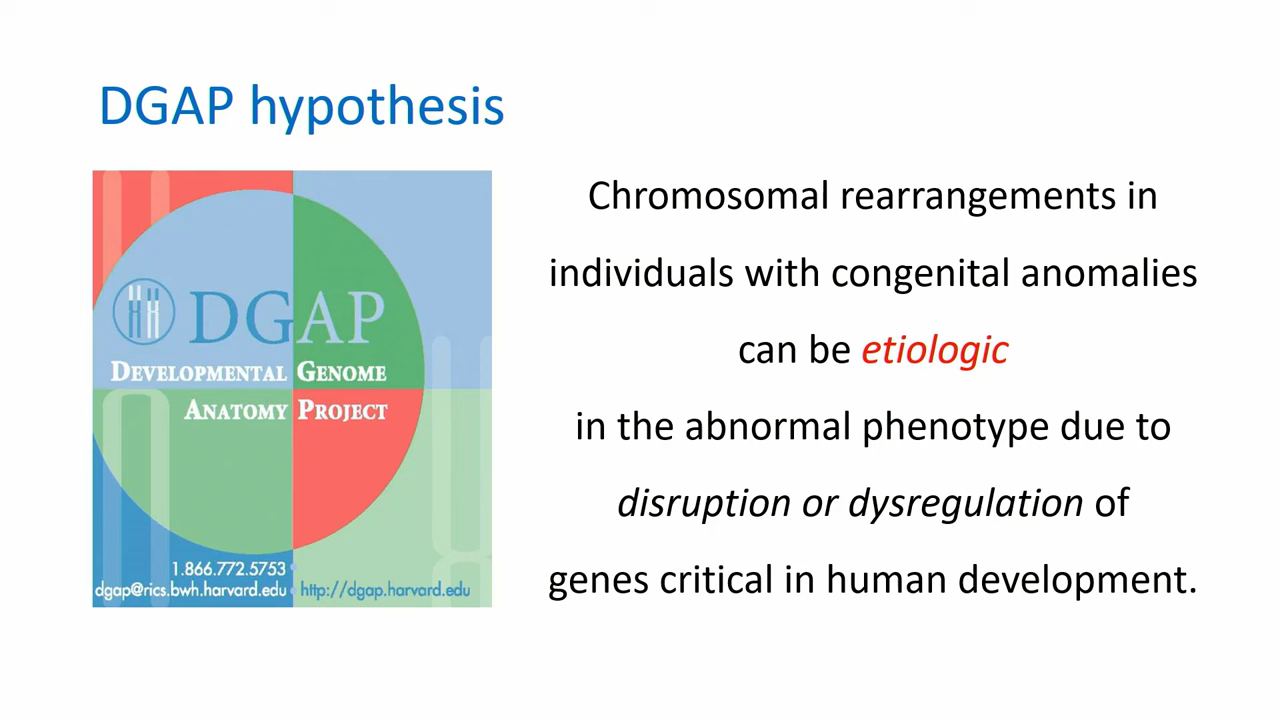 DGAP hypothesis
DGAP
DEVELOPMENTAL GENOME
ANATOMY PROJECT
1.866.772.5753
dgap@rics.bwh.harvard.edu • http://dgap.harvard.edu
Chromosomal rearrangements in
individuals with congenital anomalies
can be etiologic
in the abnormal phenotype due to
disruption or dysregulation of
genes critical in human development.